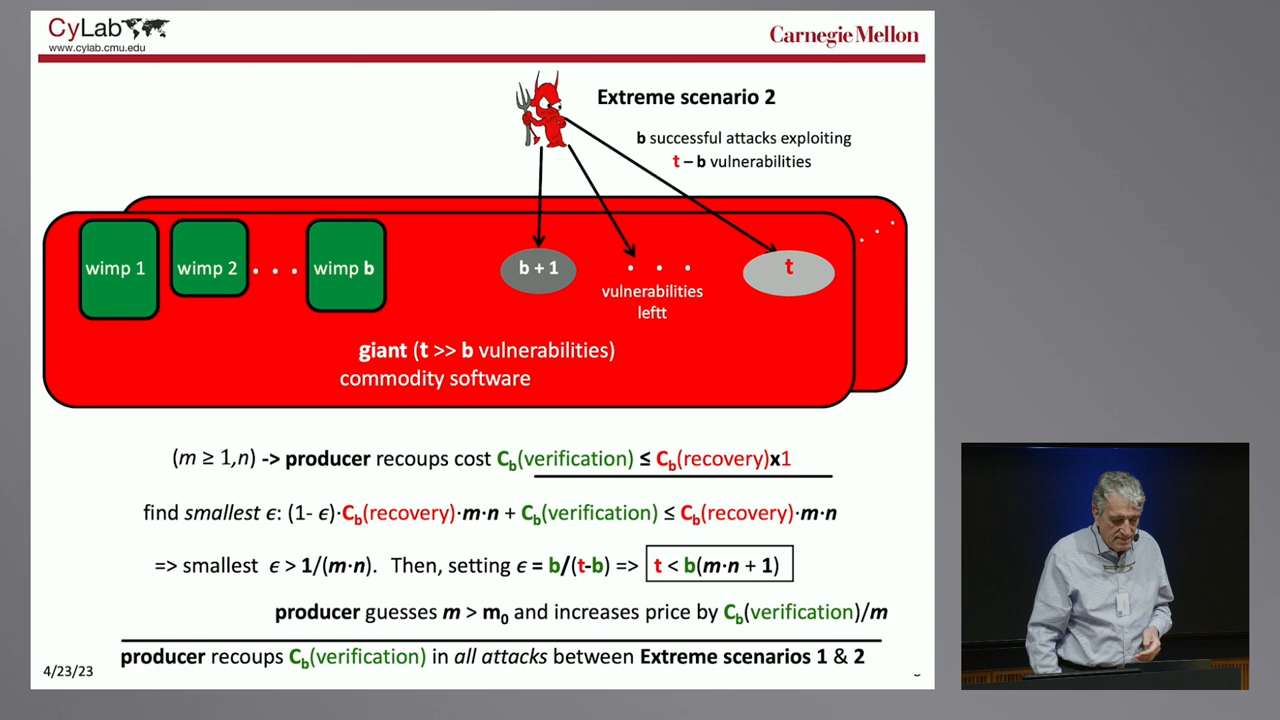 CyLab
www.cylab.cmu.edu
Carnegie Mellon
Extreme scenario 2
b successful attacks exploiting
t – b vulnerabilities
wimp 1
wimp 2
. . .
wimp b
b + 1
. . .
vulnerabilities
leftt
t
. . .
giant (t >> b vulnerabilities)
commodity software
(m ≥ 1,n) -> producer recoups cost Cb(verification) ≤ Cb(recovery)x1
find smallest ϵ: (1- ϵ)·Cb(recovery)·m·n + Cb(verification) ≤ Cb(recovery)·m·n
=> smallest ϵ > 1/(m·n). Then, setting ϵ = b/(t-b) => t < b(m·n + 1)
producer guesses m > m0 and increases price by Cb(verification)/m
producer recoups Cb(verification) in all attacks between Extreme scenarios 1 & 2
4/23/23